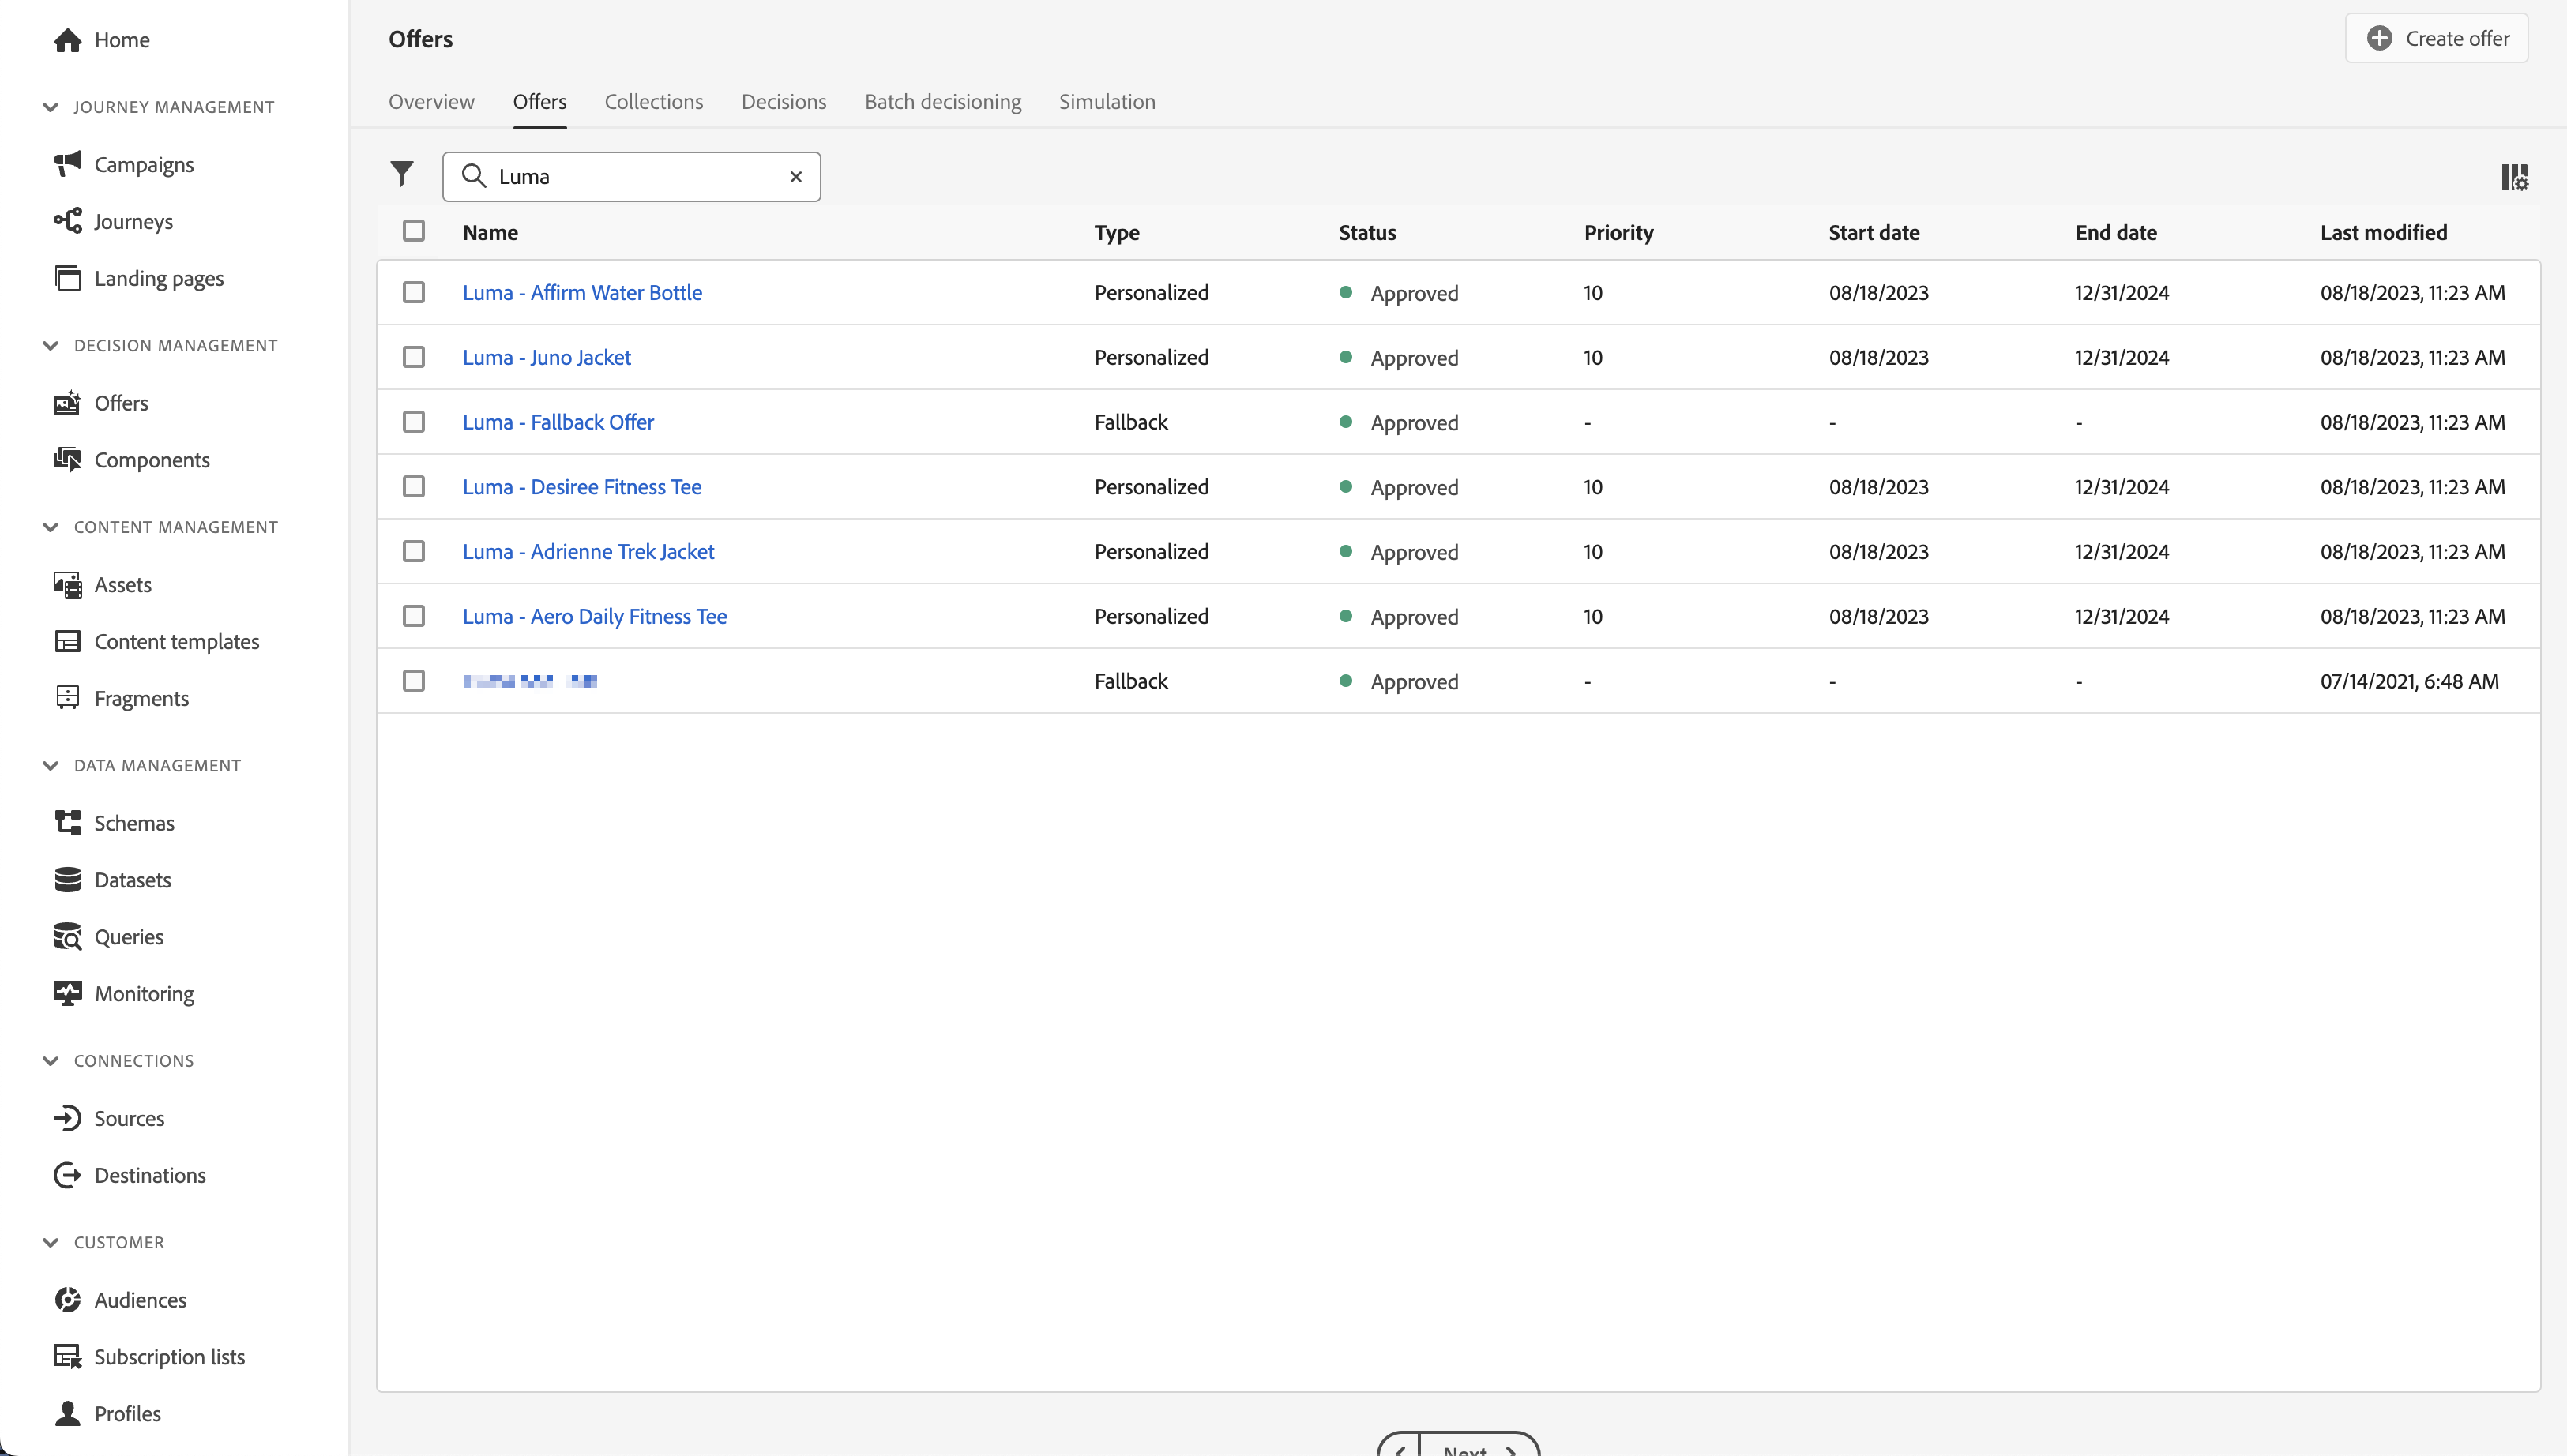 Home
JOURNEY MANAGEMENT
Campaigns
Journeys
Landing pages
DECISION MANAGEMENT
Offers
Components
CONTENT MANAGEMENT
Assets
Content templates
Fragments
DATA MANAGEMENT
Schemas
Datasets
Queries
Monitoring
CONNECTIONS
Sources
Destinations
CUSTOMER
Audiences
Subscription lists
Profiles
Offers
Create offer
Overview Offers Collections Decisions Batch decisioning Simulation
Luma
Name Type Status Priority Start date End date Last modified
Luma - Affirm Water Bottle Personalized Approved 10 08/18/2023 12/31/2024 08/18/2023, 11:23 AM
Luma - Juno Jacket Personalized Approved 10 08/18/2023 12/31/2024 08/18/2023, 11:23 AM
Luma - Fallback Offer Fallback Approved - - - 08/18/2023, 11:23 AM
Luma - Desiree Fitness Tee Personalized Approved 10 08/18/2023 12/31/2024 08/18/2023, 11:23 AM
Luma - Adrienne Trek Jacket Personalized Approved 10 08/18/2023 12/31/2024 08/18/2023, 11:23 AM
Luma - Aero Daily Fitness Tee Personalized Approved 10 08/18/2023 12/31/2024 08/18/2023, 11:23 AM
Fallback Approved - - - 07/14/2021, 6:48 AM
Next